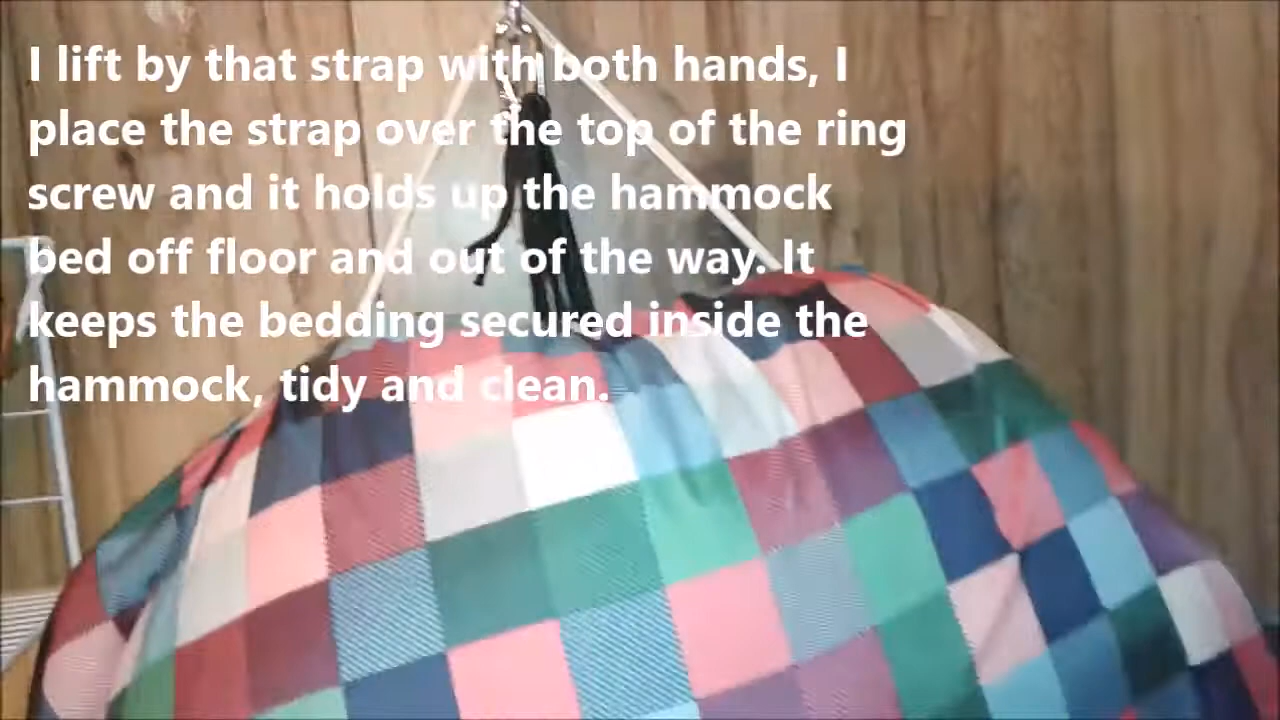 I lift by that strap with both hands, I
place the strap over the top of the ring
screw and it holds up the hammock
bed off floor and out of the way. It
keeps the bedding secured inside the
hammock, tidy and clean.